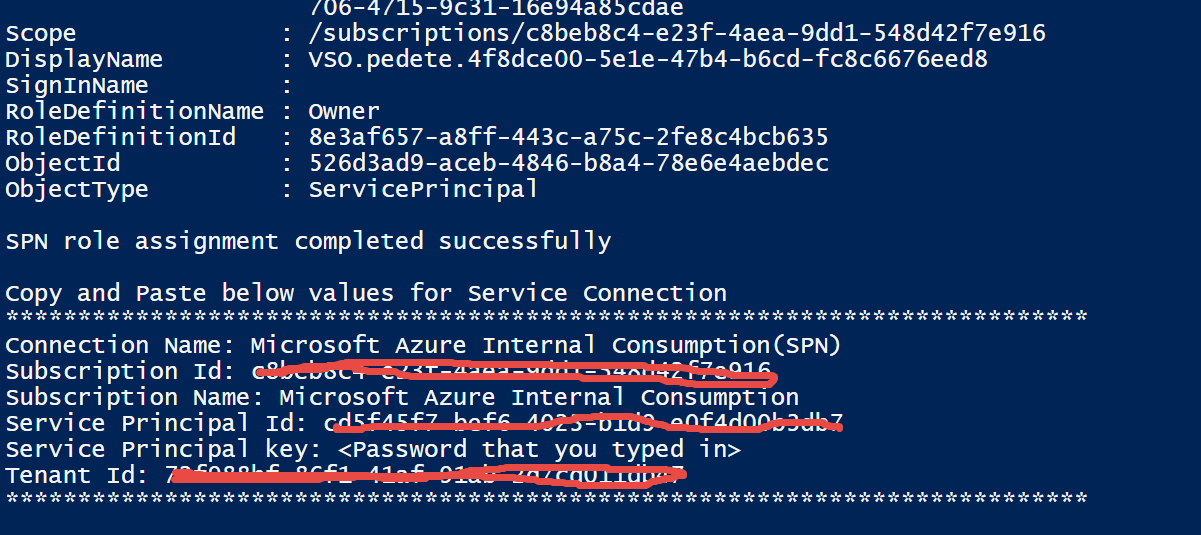 706-4715-9c31-16e94a85cdae
Scope : /subscriptions/c8beb8c4-e23f-4aea-9dd1-548d42f7e916
DisplayName : VSO.pedete.4f8dce00-5e1e-47b4-b6cd-fc8c6676eed8
SignInName :
RoleDefinitionName : Owner
RoleDefinitionId : 8e3af657-a8ff-443c-a75c-2fe8c4bcb635
ObjectId : 526d3ad9-aceb-4846-b8a4-78e6e4aebdec
ObjectType : ServicePrincipal
SPN role assignment completed successfully
Copy and Paste below values for Service Connection
***************************************************************************
Connection Name: Microsoft Azure Internal Consumption(SPN)
Subscription Id:
Subscription Name: Microsoft Azure Internal Consumption
Service Principal Id:
Service Principal key: <Password that you typed in>
Tenant Id:
***************************************************************************